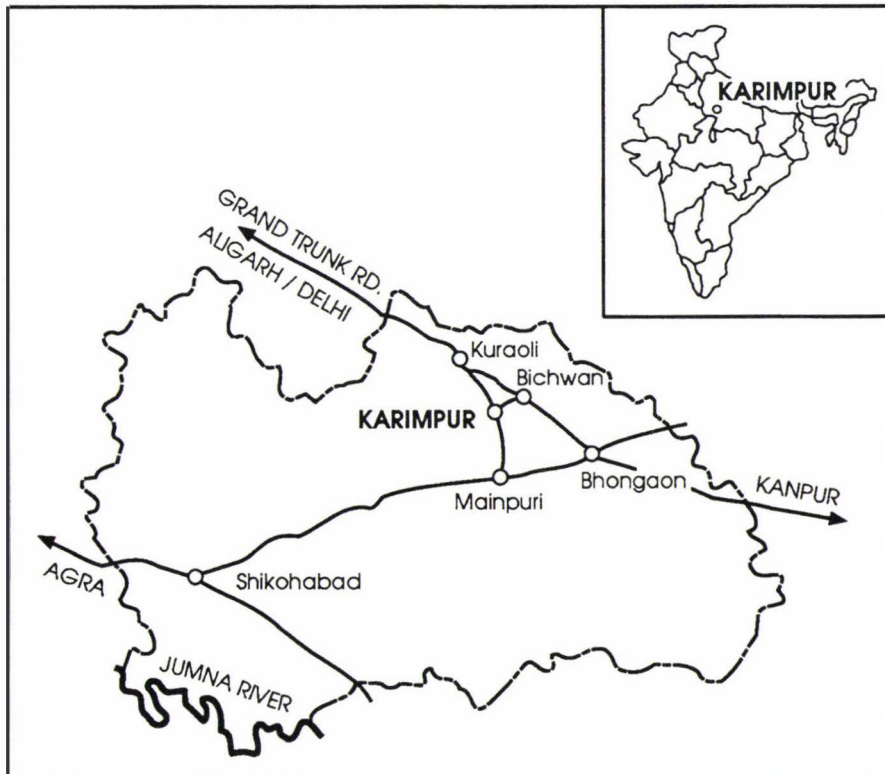 KARIMPUR
GRAND TRUNK RD.
ALIGARH / DELHI
Kuraoli
Bichwan
KARIMPUR
Mainpuri
Bhongaon
KANPUR
AGRA
Shikohabad
JUMNA RIVER